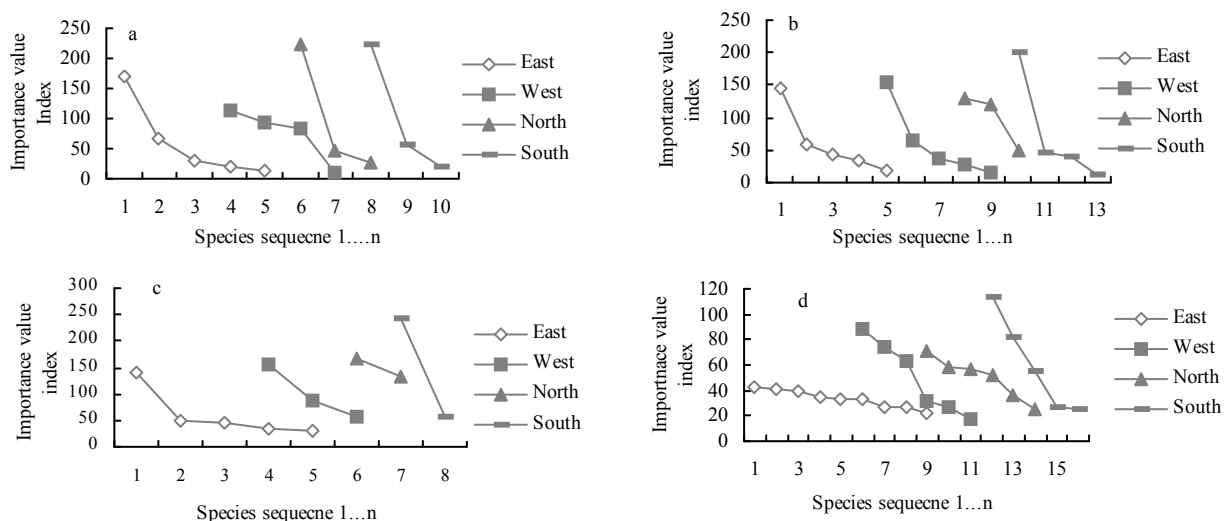 a
Importance value
Index
250
200
150
100
50
0
1 2 3 4 5 6 7 8 9 10
Species sequecne 1....n
East
West
North
South
b
Importance value
index
250
200
150
100
50
0
1 3 5 7 9 11 13
Species sequecne 1...n
East
West
North
South
c
Importance value
index
300
250
200
150
100
50
0
1 2 3 4 5 6 7 8
Species sequecne 1...n
East
West
North
South
d
Importnace value
index
120
100
80
60
40
20
0
1 3 5 7 9 11 13 15
Species sequecne 1...n
East
West
North
South